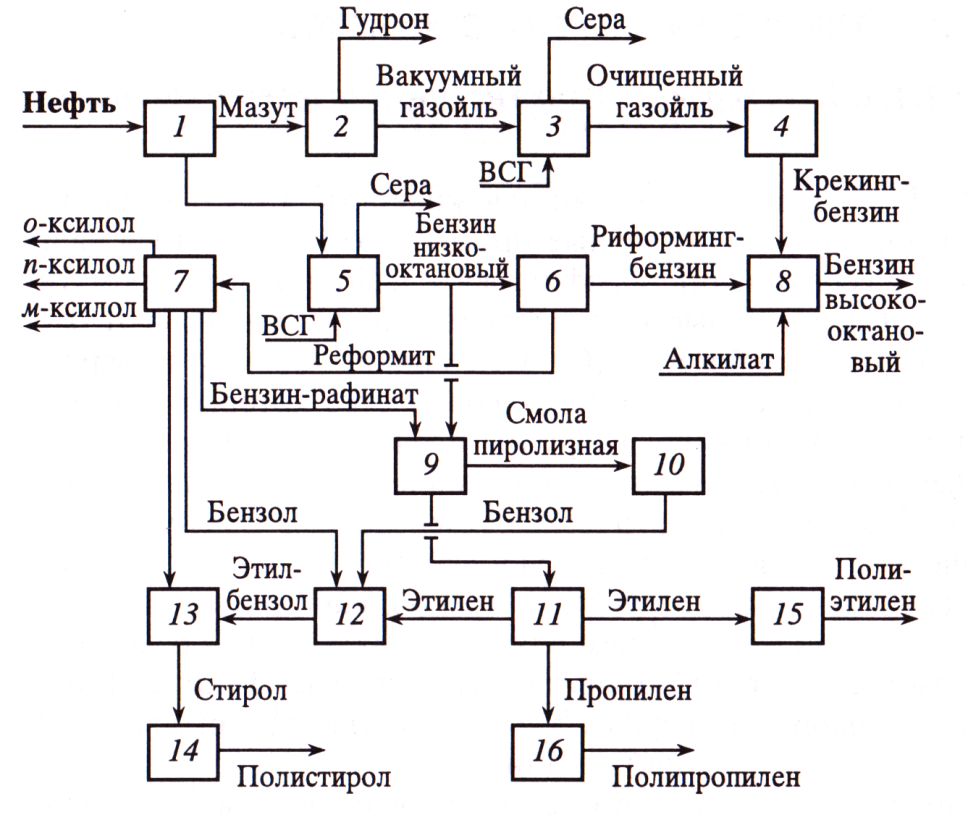 Гудрон
Сера
Нефть
Мазут
Вакуумный
газойль
Очищенный
газойль
1
2
3
4
ВСГ
Крекинг-
бензин
Сера
о-ксилол
п-ксилол
м-ксилол
Бензин
низко-
октановый
Риформинг-
бензин
Бензин
высоко-
октано-
вый
7
5
6
8
ВСГ
Реформит
Алкилат
Бензин-рафинат
Смола
пиролизная
9
10
Бензол
Бензол
Этил-
бензол
Этилен
Этилен
Поли-
этилен
13
12
11
15
Стирол
Пропилен
14
16
Полистирол
Полипропилен